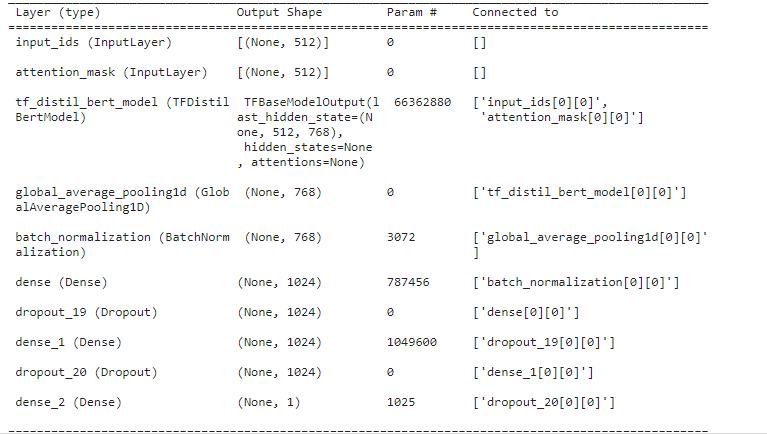 Layer (type) Output Shape Param # Connected to
==================================================================================================
input_ids (InputLayer) [(None, 512)] 0 []
attention_mask (InputLayer) [(None, 512)] 0 []
tf_distil_bert_model (TFDistil TFBaseModelOutput(l 66362880 ['input_ids[0][0]',
BertModel) ast_hidden_state=(N 'attention_mask[0][0]']
one, 512, 768),
hidden_states=None
, attentions=None)
global_average_pooling1d (Glob (None, 768) 0 ['tf_distil_bert_model[0][0]']
alAveragePooling1D)
batch_normalization (BatchNorm (None, 768) 3072 ['global_average_pooling1d[0][0]'
alization) ]
dense (Dense) (None, 1024) 787456 ['batch_normalization[0][0]']
dropout_19 (Dropout) (None, 1024) 0 ['dense[0][0]']
dense_1 (Dense) (None, 1024) 1049600 ['dropout_19[0][0]']
dropout_20 (Dropout) (None, 1024) 0 ['dense_1[0][0]']
dense_2 (Dense) (None, 1) 1025 ['dropout_20[0][0]']